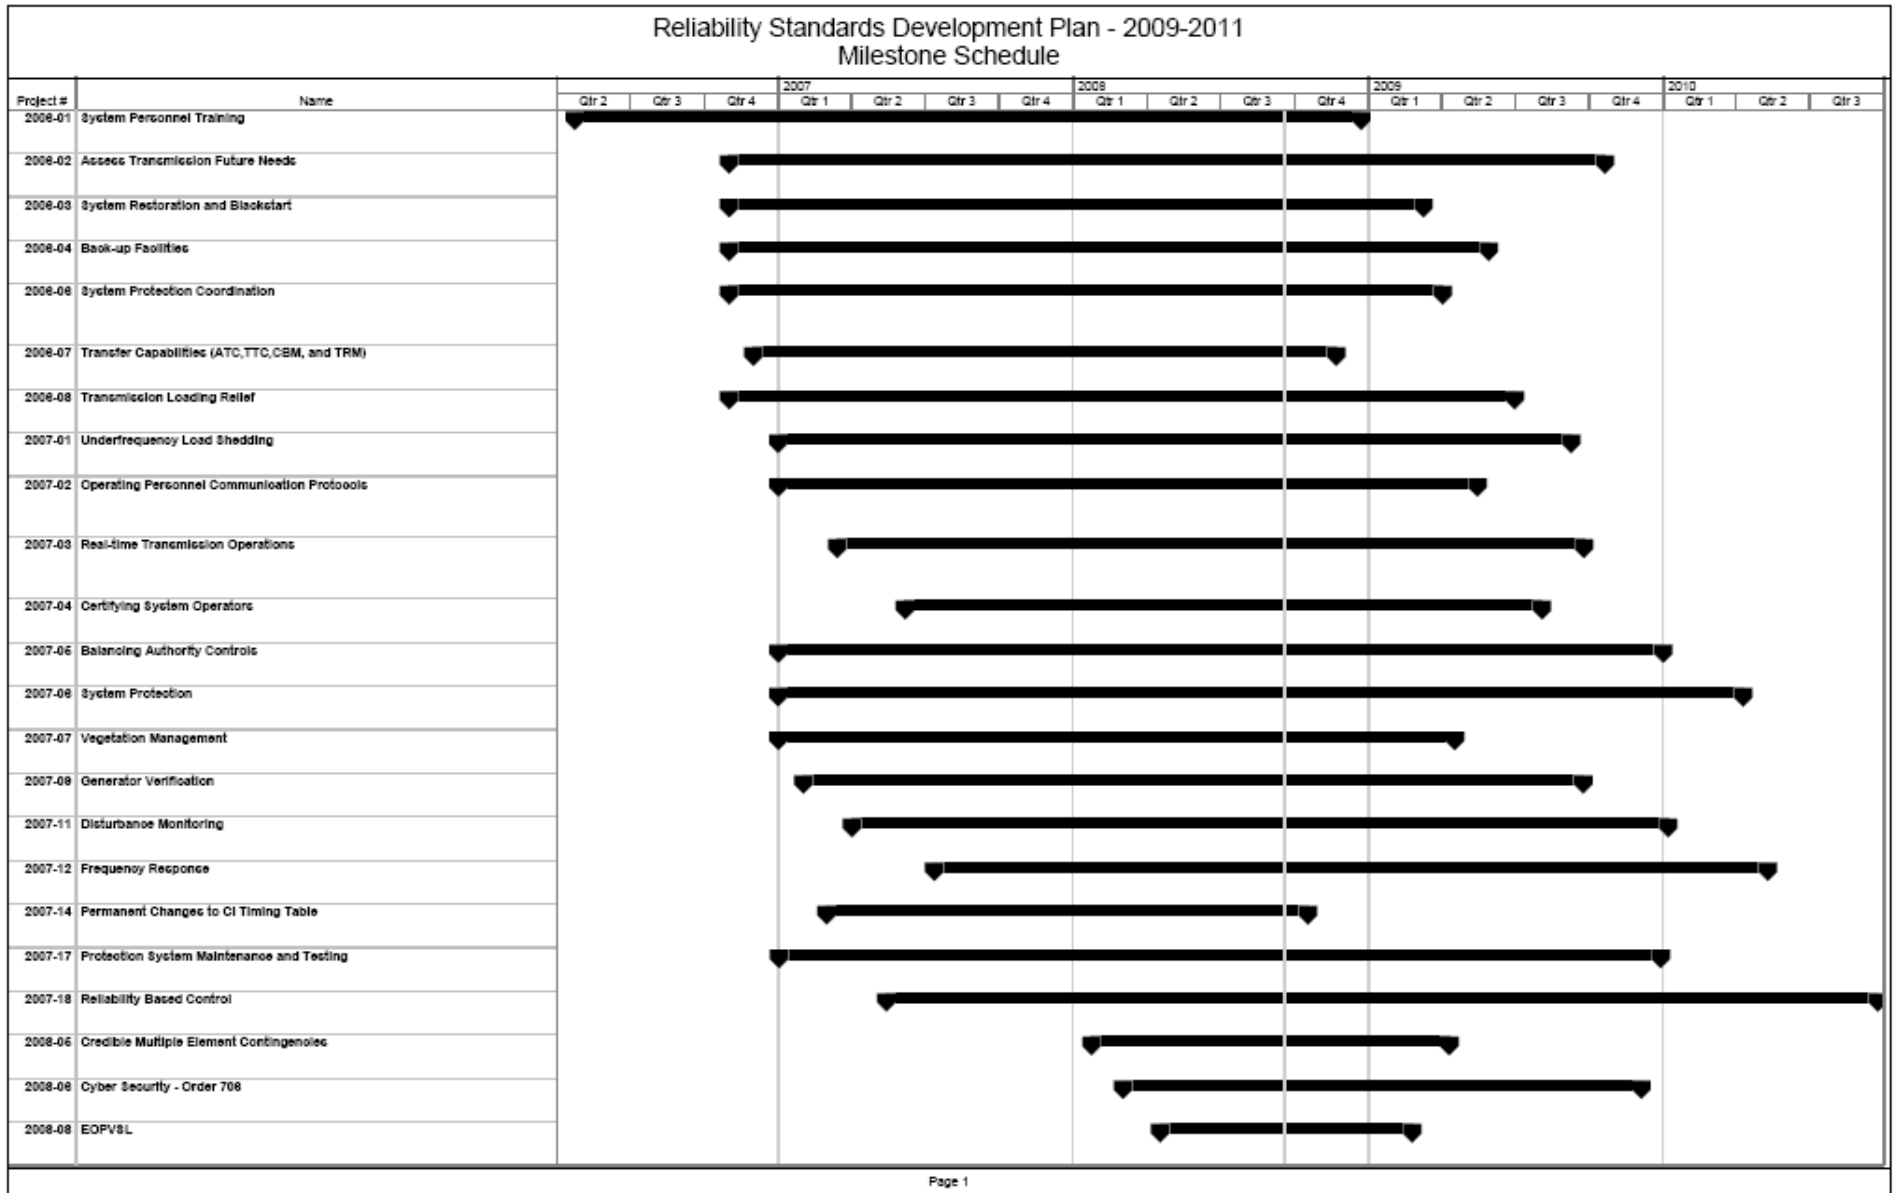 Reliability Standards Development Plan - 2009-2011
Milestone Schedule
2007 2008 2009 2010
Project # Name Qtr 2 Qtr 3 Qtr 4 Qtr 1 Qtr 2 Qtr 3 Qtr 4 Qtr 1 Qtr 2 Qtr 3 Qtr 4 Qtr 1 Qtr 2 Qtr 3 Qtr 4 Qtr 1 Qtr 2 Qtr 3
2006-01 System Personnel Training
2006-02 Assess Transmission Future Needs
2006-03 System Restoration and Blackstart
2006-04 Back-up Facilities
2006-06 System Protection Coordination
2006-07 Transfer Capabilities (ATC,TTC,CBM, and TRM)
2006-08 Transmission Loading Relief
2007-01 Underfrequency Load Shedding
2007-02 Operating Personnel Communication Protocols
2007-03 Real-time Transmission Operations
2007-04 Certifying System Operators
2007-05 Balancing Authority Controls
2007-06 System Protection
2007-07 Vegetation Management
2007-09 Generator Verification
2007-11 Disturbance Monitoring
2007-12 Frequency Response
2007-14 Permanent Changes to CI Timing Table
2007-17 Protection System Maintenance and Testing
2007-18 Reliability Based Control
2008-05 Credible Multiple Element Contingencies
2008-06 Cyber Security - Order 706
2008-08 EOPVSL
Page 1